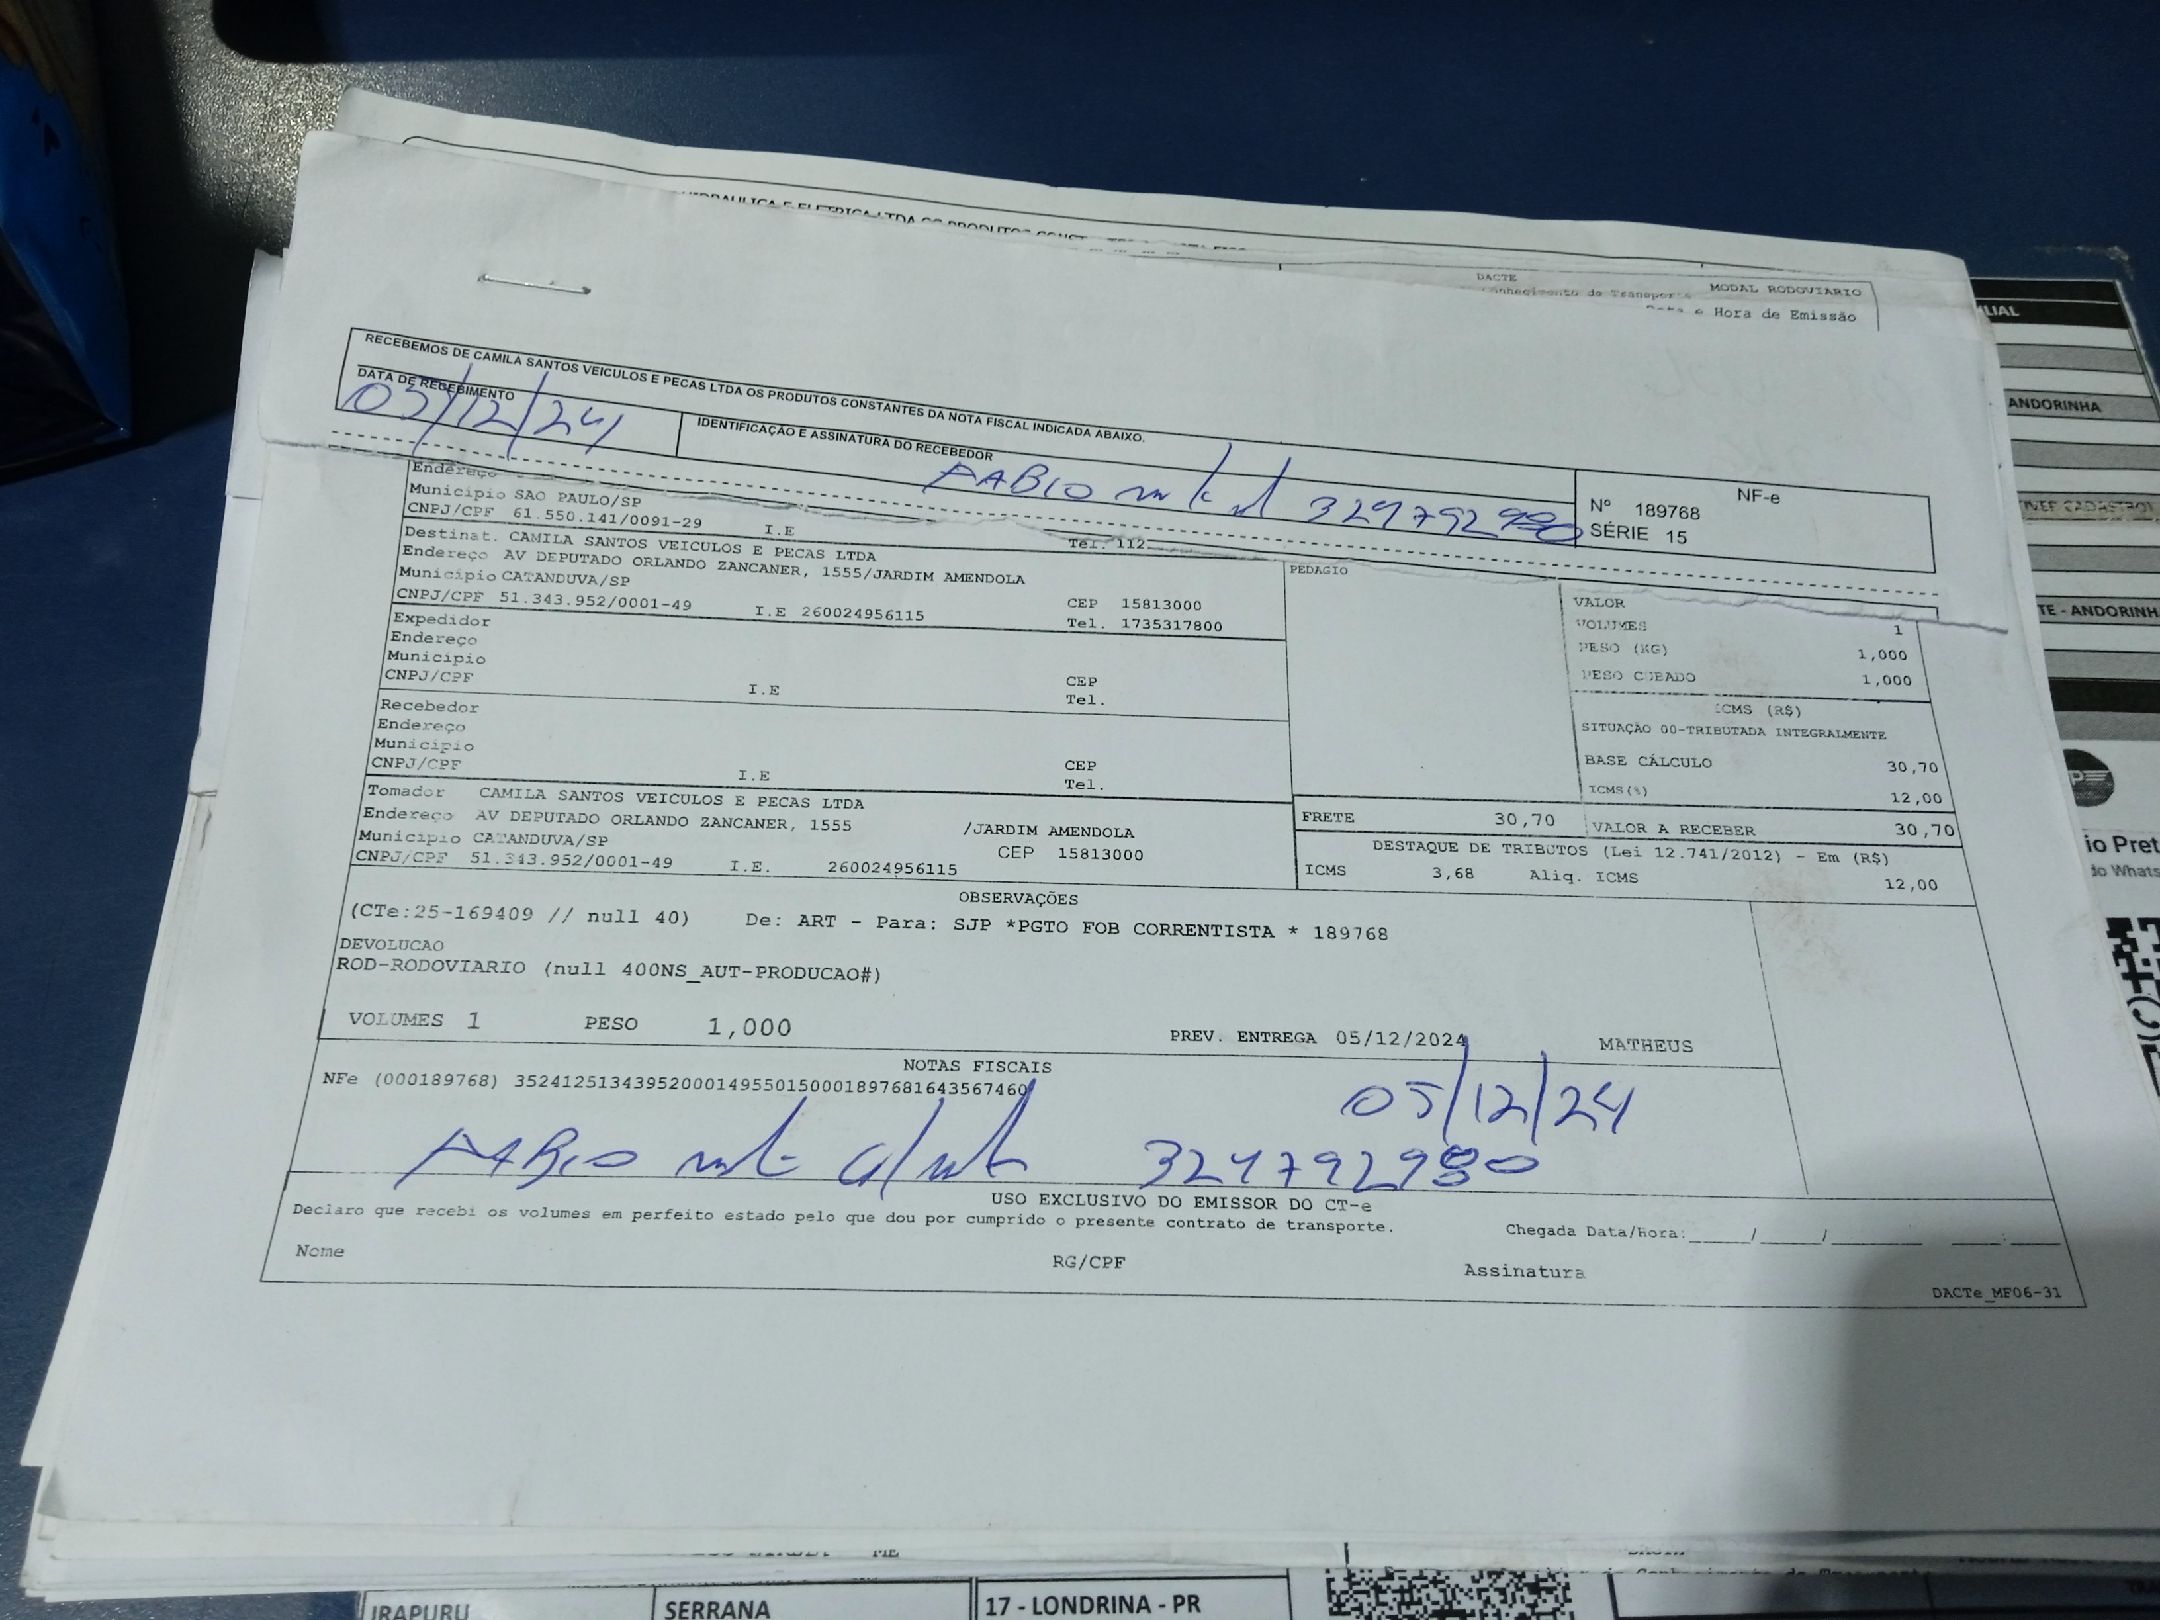 DACTE
MODAL RODOVIARIO
Conhecimento de Transporte
e Hora de Emissão
RECEBEMOS DE CAMILA SANTOS VEICULOS E PECAS LTDA OS PRODUTOS CONSTANTES DA NOTA FISCAL INDICADA ABAIXO.
DATA DE RECEBIMENTO
05/12/24
IDENTIFICAÇÃO E ASSINATURA DO RECEBEDOR
NF-e
Nº 189768
SÉRIE 15
Endereço
Municipio SAO PAULO/SP
CNPJ/CPF 61.550.141/0091-29 I.E Tel. 112
Destinat. CAMILA SANTOS VEICULOS E PECAS LTDA
Endereço AV DEPUTADO ORLANDO ZANCANER, 1555/JARDIM AMENDOLA
Municipio CATANDUVA/SP CEP 15813000
CNPJ/CPF 51.343.952/0001-49 I.E 260024956115 Tel. 1735317800
Expedidor
Endereço
Municipio CEP
CNPJ/CPF I.E Tel.
Recebedor
Endereço
Municipio CEP
CNPJ/CPF I.E Tel.
Tomador CAMILA SANTOS VEICULOS E PECAS LTDA
Endereço AV DEPUTADO ORLANDO ZANCANER, 1555 /JARDIM AMENDOLA
Municipio CATANDUVA/SP CEP 15813000
CNPJ/CPF 51.343.952/0001-49 I.E. 260024956115
PEDAGIO
VALOR
VOLUMES 1
PESO (KG) 1,000
PESO CUBADO 1,000
ICMS (R$)
SITUAÇÃO 00-TRIBUTADA INTEGRALMENTE
BASE CÁLCULO 30,70
ICMS(%) 12,00
FRETE 30,70 VALOR A RECEBER 30,70
DESTAQUE DE TRIBUTOS (Lei 12.741/2012) - Em (R$)
ICMS 3,68 Aliq. ICMS 12,00
OBSERVAÇÕES
(CTe:25-169409 // null 40) De: ART - Para: SJP *PGTO FOB CORRENTISTA * 189768
DEVOLUCAO
ROD-RODOVIARIO (null 400NS_AUT-PRODUCAO#)
VOLUMES 1 PESO 1,000 PREV. ENTREGA 05/12/2024 MATHEUS
NOTAS FISCAIS
NFe (000189768) 35241251343952000149550150001897681643567460
05/12/24
USO EXCLUSIVO DO EMISSOR DO CT-e
Declaro que recebi os volumes em perfeito estado pelo que dou por cumprido o presente contrato de transporte. Chegada Data/Hora:_____/_____/_______ ____:____
Nome RG/CPF Assinatura
DACTe_MF06-31
ANDORINHA
IRAPURU
SERRANA
17 - LONDRINA - PR